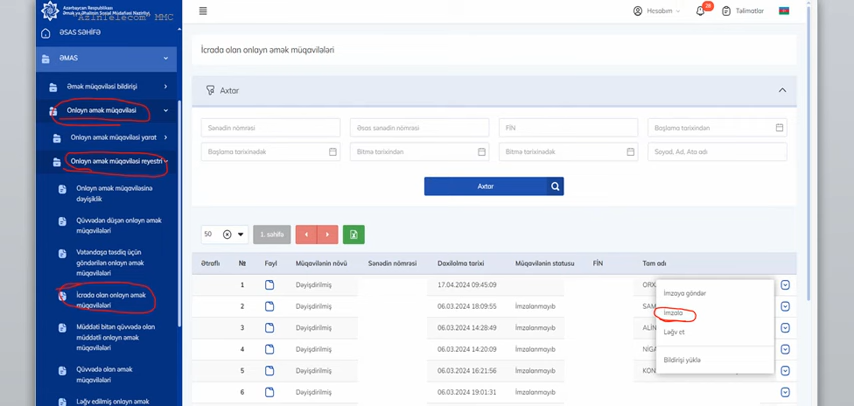 Azərbaycan Respublikası
Əmək və Əhalinin Sosial Müdafiəsi Nazirliyi
"AzInTelecom" MMC
Hesabım
Təlimatlar
ƏSAS SƏHİFƏ
ƏMAS
Əmək müqaviləsi bildirişi
Onlayn əmək müqaviləsi
Onlayn əmək müqaviləsi yarat
Onlayn əmək müqaviləsi reyestri
Onlayn əmək müqaviləsinə
dəyişiklik
Qüvvədən düşən onlayn əmək
müqavilələri
Vətəndaşa təsdiq üçün
göndərilən onlayn əmək
müqavilələri
İcrada olan onlayn əmək
müqavilələri
Müddəti bitən qüvvədə olan
müddətli onlayn əmək
müqavilələri
Qüvvədə olan əmək
müqavilələri
Ləğv edilmiş onlayn əmək
İcrada olan onlayn əmək müqavilələri
Axtar
Sənədin nömrəsi
Əsas sənədin nömrəsi
FİN
Başlama tarixindən
Başlama tarixinədək
Bitmə tarixindən
Bitmə tarixinədək
Soyad, Ad, Ata adı
Axtar
50
1. səhifə
Ətraflı № Fayl Müqavilənin növü Sənədin nömrəsi Daxilolma tarixi Müqavilənin statusu FİN Tam adı
1 Dəyişdirilmiş 17.04.2024 09:45:09 ORX
2 Dəyişdirilmiş 06.03.2024 18:09:55 İmzalanmayıb SAM
3 Dəyişdirilmiş 06.03.2024 14:28:49 İmzalanmayıb ALİN
4 Dəyişdirilmiş 06.03.2024 14:20:09 İmzalanmayıb NİGA
5 Dəyişdirilmiş 06.03.2024 16:21:56 İmzalanmayıb KON
6 Dəyişdirilmiş 06.03.2024 19:01:31 İmzalanmayıb
İmzaya göndər
İmzala
Ləğv et
Bildirişi yüklə